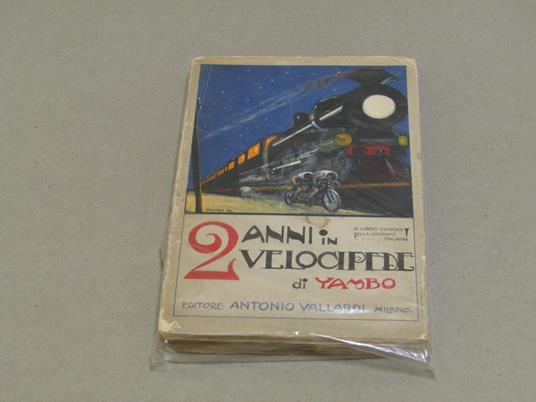 2 ANNI in
VELOCIPEDE
IL LIBRO CLASSICO
DELLA GIOVENTÙ
ITALIANA
di YAMBO
EDITORE ANTONIO VALLARDI MILANO.